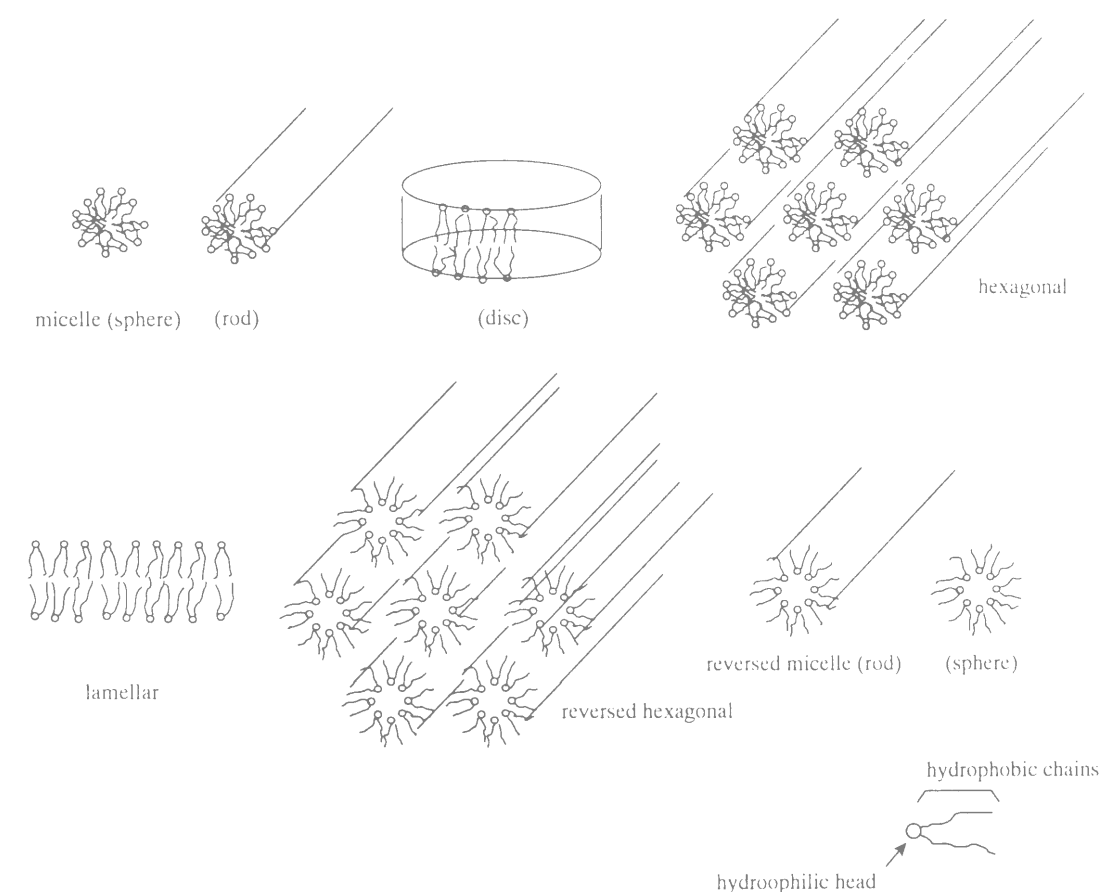 hexagonal
micelle (sphere) (rod) (disc)
reversed micelle (rod) (sphere)
lamellar
reversed hexagonal
hydrophobic chains
hydroophilic head